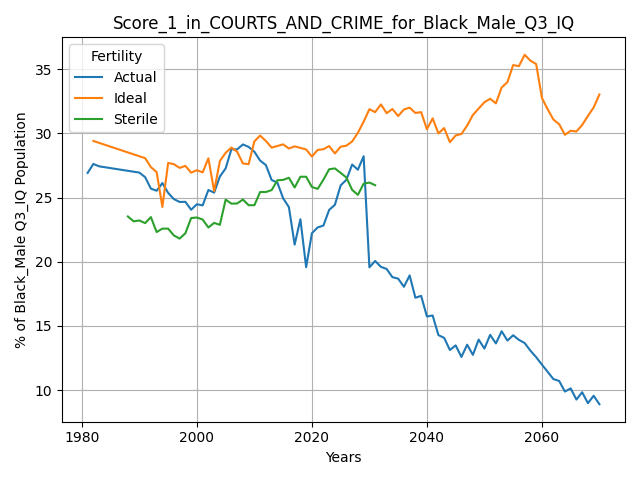 Score_1_in_COURTS_AND_CRIME_for_Black_Male_Q3_IQ
Fertility
Actual
Ideal
Sterile
% of Black_Male Q3_IQ Population
35
30
25
20
15
10
1980
2000
2020
2040
2060
Years